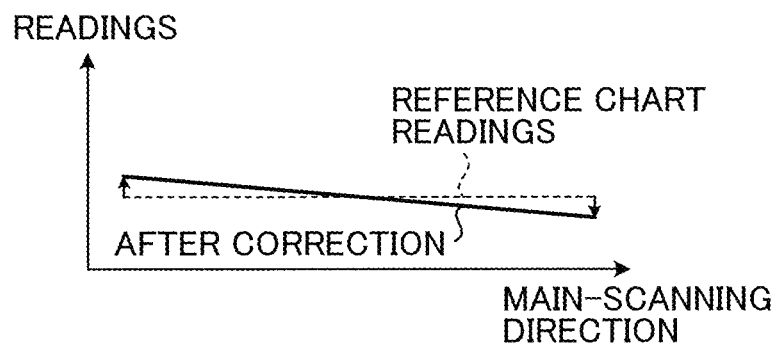 READINGS
REFERENCE CHART
READINGS
AFTER CORRECTION
MAIN-SCANNING
DIRECTION